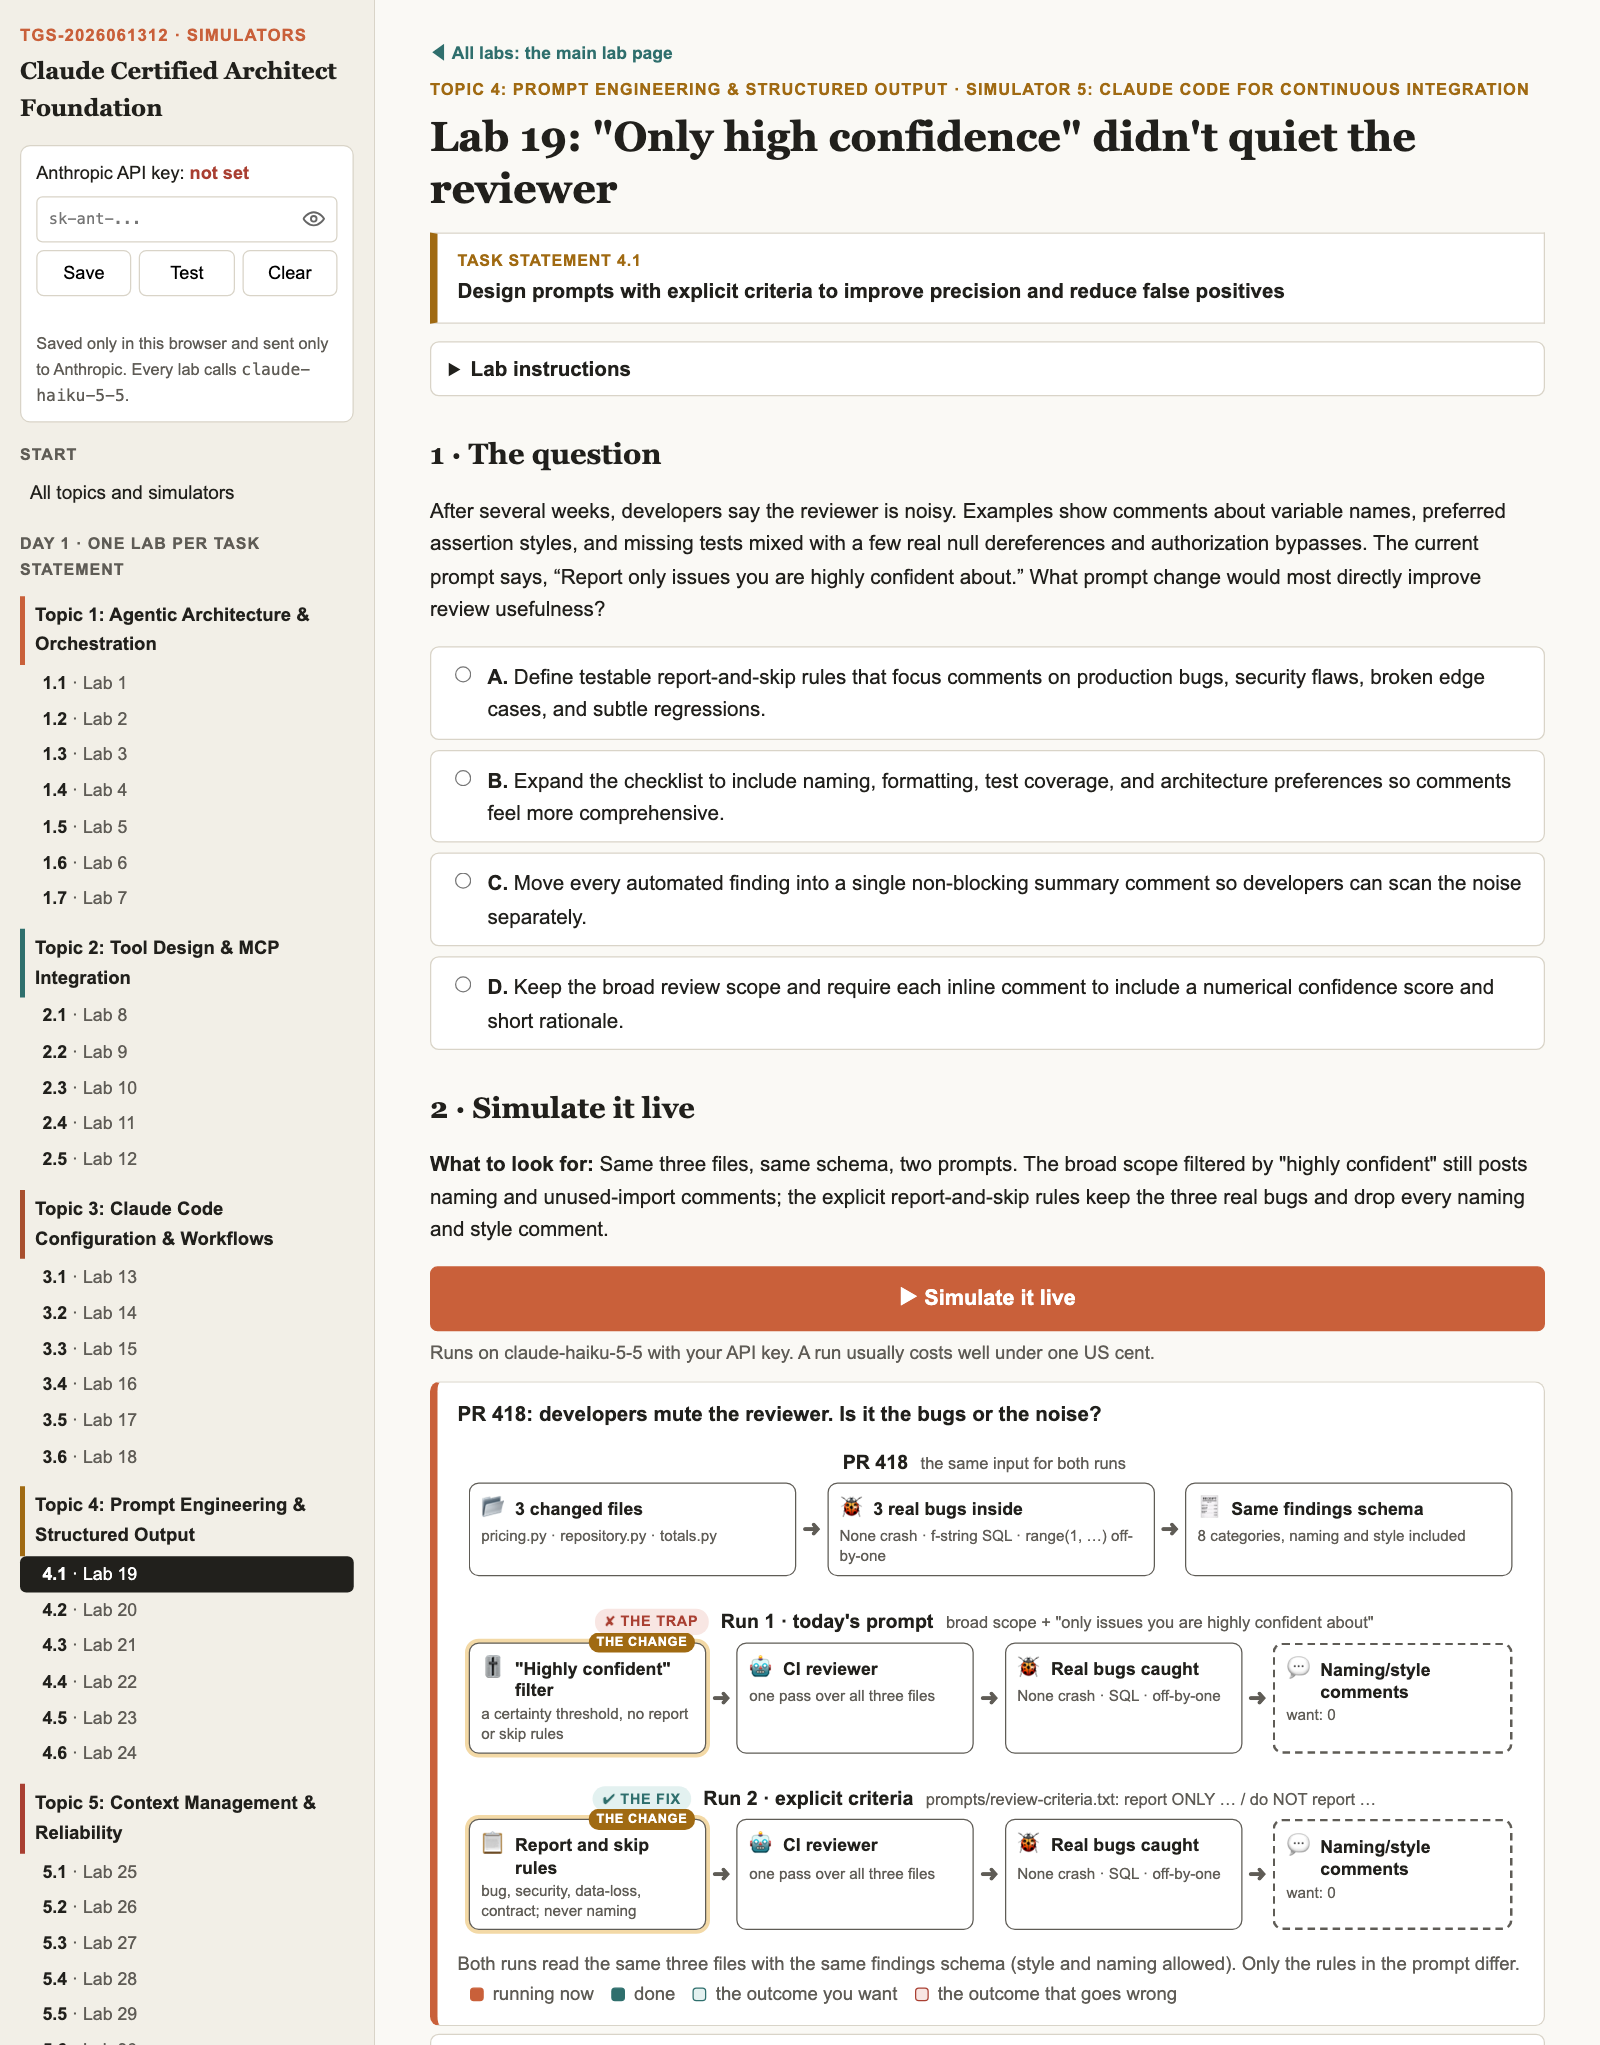 TGS-2026061312 · SIMULATORS
Claude Certified Architect
Foundation
Anthropic API key: not set
sk-ant-...
Save
Test
Clear
Saved only in this browser and sent only
to Anthropic. Every lab calls claude-
haiku-5-5.
START
All topics and simulators
DAY 1 · ONE LAB PER TASK
STATEMENT
Topic 1: Agentic Architecture &
Orchestration
1.1 · Lab 1
1.2 · Lab 2
1.3 · Lab 3
1.4 · Lab 4
1.5 · Lab 5
1.6 · Lab 6
1.7 · Lab 7
Topic 2: Tool Design & MCP
Integration
2.1 · Lab 8
2.2 · Lab 9
2.3 · Lab 10
2.4 · Lab 11
2.5 · Lab 12
Topic 3: Claude Code
Configuration & Workflows
3.1 · Lab 13
3.2 · Lab 14
3.3 · Lab 15
3.4 · Lab 16
3.5 · Lab 17
3.6 · Lab 18
Topic 4: Prompt Engineering &
Structured Output
4.1 · Lab 19
4.2 · Lab 20
4.3 · Lab 21
4.4 · Lab 22
4.5 · Lab 23
4.6 · Lab 24
Topic 5: Context Management &
Reliability
5.1 · Lab 25
5.2 · Lab 26
5.3 · Lab 27
5.4 · Lab 28
5.5 · Lab 29
◀ All labs: the main lab page
TOPIC 4: PROMPT ENGINEERING & STRUCTURED OUTPUT · SIMULATOR 5: CLAUDE CODE FOR CONTINUOUS INTEGRATION
Lab 19: "Only high confidence" didn't quiet the
reviewer
TASK STATEMENT 4.1
Design prompts with explicit criteria to improve precision and reduce false positives
▶ Lab instructions
1 · The question
After several weeks, developers say the reviewer is noisy. Examples show comments about variable names, preferred
assertion styles, and missing tests mixed with a few real null dereferences and authorization bypasses. The current
prompt says, “Report only issues you are highly confident about.” What prompt change would most directly improve
review usefulness?
A. Define testable report-and-skip rules that focus comments on production bugs, security flaws, broken edge
cases, and subtle regressions.
B. Expand the checklist to include naming, formatting, test coverage, and architecture preferences so comments
feel more comprehensive.
C. Move every automated finding into a single non-blocking summary comment so developers can scan the noise
separately.
D. Keep the broad review scope and require each inline comment to include a numerical confidence score and
short rationale.
2 · Simulate it live
What to look for: Same three files, same schema, two prompts. The broad scope filtered by "highly confident" still posts
naming and unused-import comments; the explicit report-and-skip rules keep the three real bugs and drop every naming
and style comment.
▶ Simulate it live
Runs on claude-haiku-5-5 with your API key. A run usually costs well under one US cent.
PR 418: developers mute the reviewer. Is it the bugs or the noise?
PR 418 the same input for both runs
3 changed files
pricing.py · repository.py · totals.py
3 real bugs inside
None crash · f-string SQL · range(1, …) off-
by-one
Same findings schema
8 categories, naming and style included
✘ THE TRAP Run 1 · today's prompt broad scope + "only issues you are highly confident about"
THE CHANGE
"Highly confident"
filter
a certainty threshold, no report
or skip rules
CI reviewer
one pass over all three files
Real bugs caught
None crash · SQL · off-by-one
Naming/style
comments
want: 0
✔ THE FIX Run 2 · explicit criteria prompts/review-criteria.txt: report ONLY … / do NOT report …
THE CHANGE
Report and skip
rules
bug, security, data-loss,
contract; never naming
CI reviewer
one pass over all three files
Real bugs caught
None crash · SQL · off-by-one
Naming/style
comments
want: 0
Both runs read the same three files with the same findings schema (style and naming allowed). Only the rules in the prompt differ.
running now done the outcome you want the outcome that goes wrong